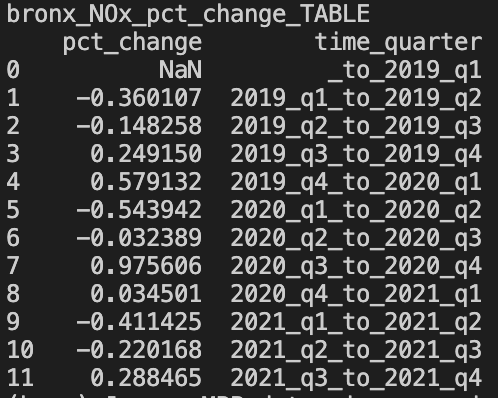 bronx_NOx_pct_change_TABLE
pct_change time_quarter
0 NaN _to_2019_q1
1 -0.360107 2019_q1_to_2019_q2
2 -0.148258 2019_q2_to_2019_q3
3 0.249150 2019_q3_to_2019_q4
4 0.579132 2019_q4_to_2020_q1
5 -0.543942 2020_q1_to_2020_q2
6 -0.032389 2020_q2_to_2020_q3
7 0.975606 2020_q3_to_2020_q4
8 0.034501 2020_q4_to_2021_q1
9 -0.411425 2021_q1_to_2021_q2
10 -0.220168 2021_q2_to_2021_q3
11 0.288465 2021_q3_to_2021_q4